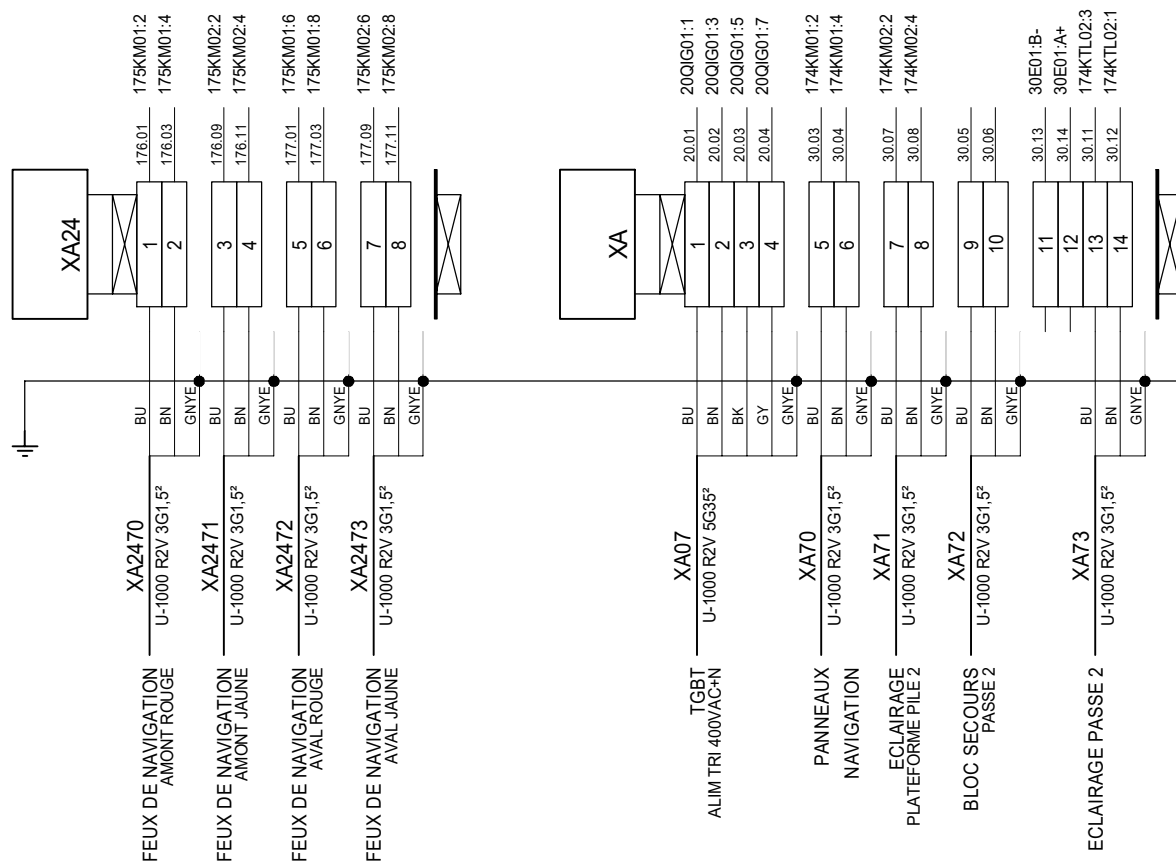 XA24
1
2
3
4
5
6
7
8
176.01
176.03
176.09
176.11
177.01
177.03
177.09
177.11
175KM01:2
175KM01:4
175KM02:2
175KM02:4
175KM01:6
175KM01:8
175KM02:6
175KM02:8
BU
BN
GNYE
BU
BN
GNYE
BU
BN
GNYE
BU
BN
GNYE
XA2470
U-1000 R2V 3G1,5²
XA2471
U-1000 R2V 3G1,5²
XA2472
U-1000 R2V 3G1,5²
XA2473
U-1000 R2V 3G1,5²
FEUX DE NAVIGATION
AMONT ROUGE
FEUX DE NAVIGATION
AMONT JAUNE
FEUX DE NAVIGATION
AVAL ROUGE
FEUX DE NAVIGATION
AVAL JAUNE
XA
1
2
3
4
5
6
7
8
9
10
11
12
13
14
20.01
20.02
20.03
20.04
30.03
30.04
30.07
30.08
30.05
30.06
30.13
30.14
30.11
30.12
20QIG01:1
20QIG01:3
20QIG01:5
20QIG01:7
174KM01:2
174KM01:4
174KM02:2
174KM02:4
30E01:B-
30E01:A+
174KTL02:3
174KTL02:1
BU
BN
BK
GY
GNYE
BU
BN
GNYE
BU
BN
GNYE
BU
BN
GNYE
BU
BN
GNYE
XA07
U-1000 R2V 5G35²
XA70
U-1000 R2V 3G1,5²
XA71
U-1000 R2V 3G1,5²
XA72
U-1000 R2V 3G1,5²
XA73
U-1000 R2V 3G1,5²
TGBT
ALIM TRI 400VAC+N
PANNEAUX
NAVIGATION
ECLAIRAGE
PLATEFORME PILE 2
BLOC SECOURS
PASSE 2
ECLAIRAGE PASSE 2